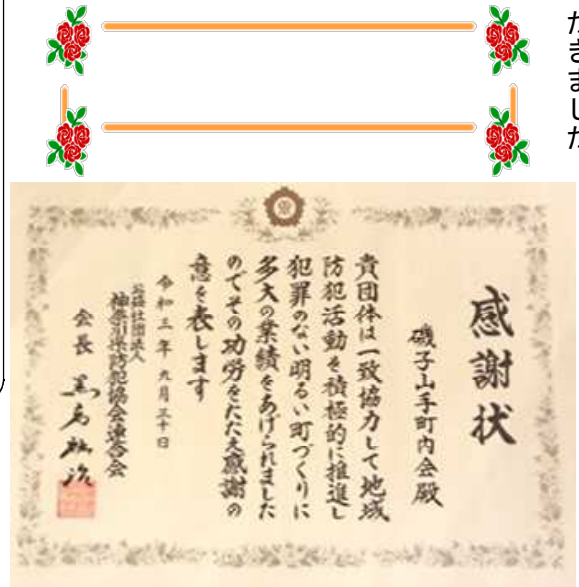 だきました
感謝状
磯子山手町内会殿
貴団体は一致協力して地域
防犯活動を積極的に推進し
犯罪のない明るい町づくりに
多大の業績をあげられました
のでその功労をたたえ感謝の
意を表します
令和三年九月三十日
公益社団法人
神奈川県防犯協会連合会
会長